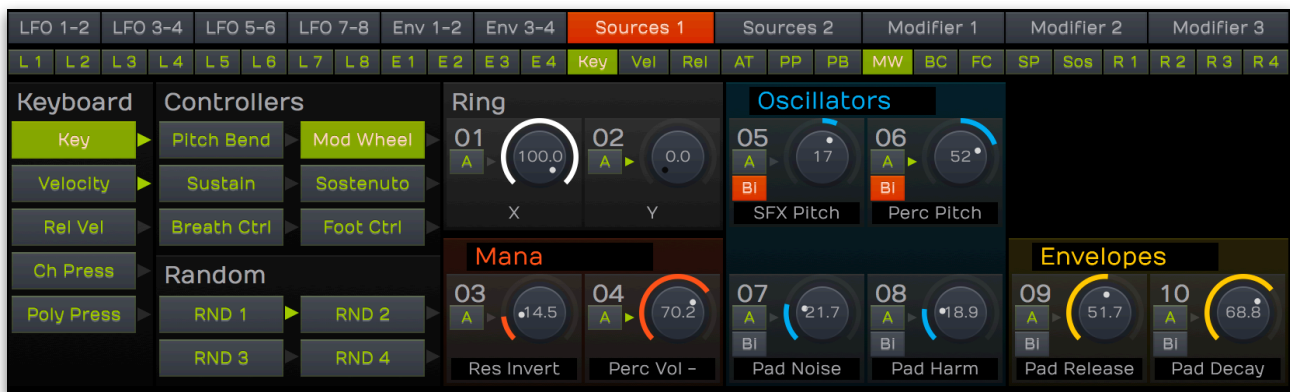 LFO 1-2 LFO 3-4 LFO 5-6 LFO 7-8 Env 1-2 Env 3-4 Sources 1 Sources 2 Modifier 1 Modifier 2 Modifier 3
L 1 L 2 L 3 L 4 L 5 L 6 L 7 L 8 E 1 E 2 E 3 E 4 Key Vel Rel AT PP PB MW BC FC SP Sos R 1 R 2 R 3 R 4
Keyboard
Key
Velocity
Rel Vel
Ch Press
Poly Press
Controllers
Pitch Bend Mod Wheel
Sustain Sostenuto
Breath Ctrl Foot Ctrl
Random
RND 1 RND 2
RND 3 RND 4
Ring
01 02
A 100.0 A 0.0
X Y
Mana
03 04
A 14.5 A 70.2
Res Invert Perc Vol -
Oscillators
05 06
A 17 A 52
Bi Bi
SFX Pitch Perc Pitch
07 08
A 21.7 A 18.9
Bi Bi
Pad Noise Pad Harm
Envelopes
09 10
A 51.7 A 68.8
Bi Bi
Pad Release Pad Decay